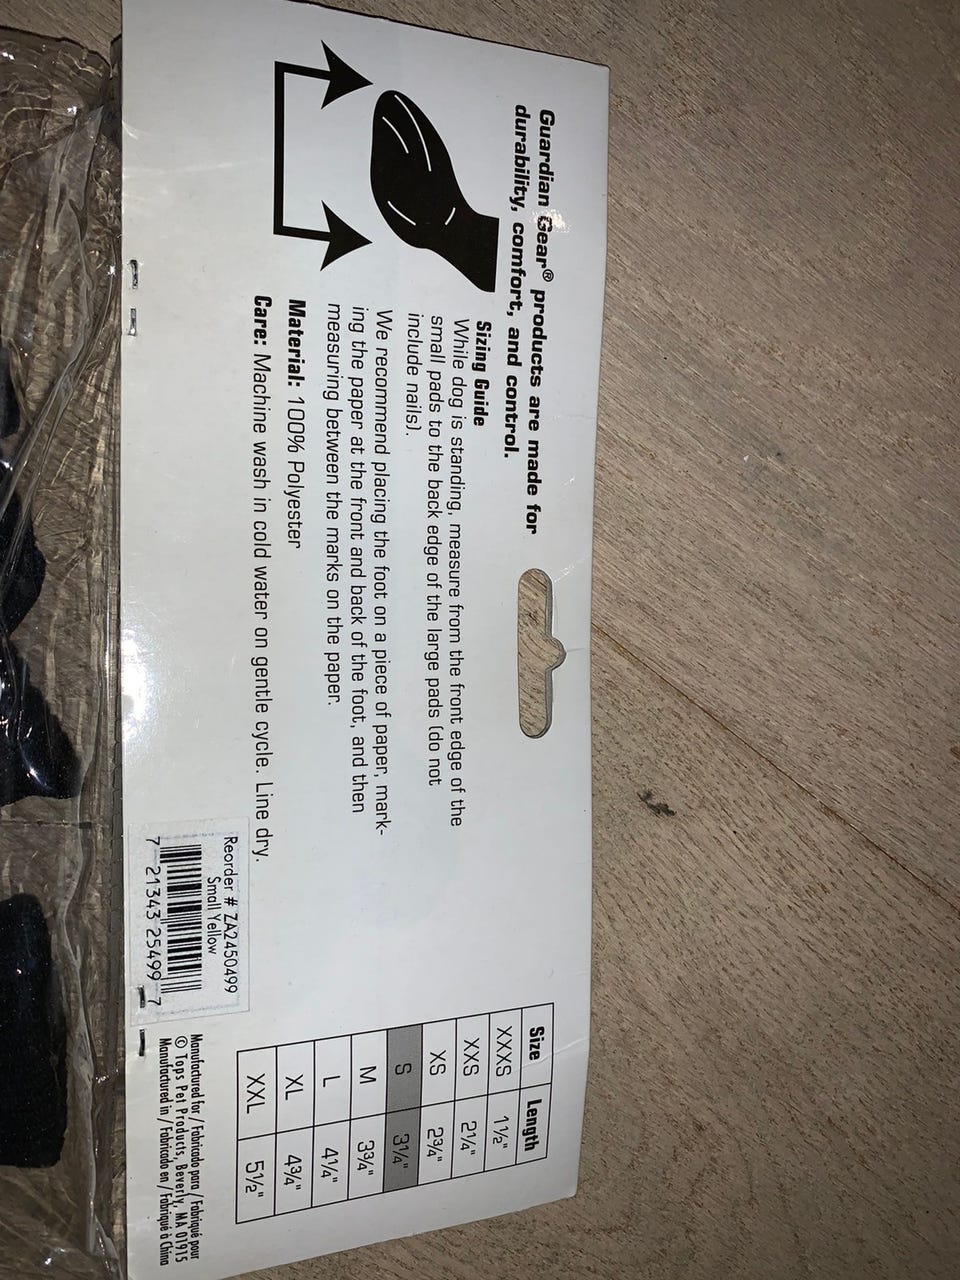 Guardian Gear® products are made for
durability, comfort, and control.
Sizing Guide
While dog is standing, measure from the front edge of the
small pads to the back edge of the large pads (do not
include nails).
We recommend placing the foot on a piece of paper, mark-
ing the paper at the front and back of the foot, and then
measuring between the marks on the paper.
Material: 100% Polyester
Care: Machine wash in cold water on gentle cycle. Line dry.
Size Length
XXXS 1½"
XXS 2¼"
XS 2¾"
S 3¼"
M 3¾"
L 4¼"
XL 4¾"
XXL 5½"
Reorder # ZA2450499
Small Yellow
7 21343 25499 7
Manufactured for / Fabricado para / Fabriqué pour
© Tops Pet Products, Beverly, MA 01915
Manufactured in / Fabricado en / Fabriqué à China